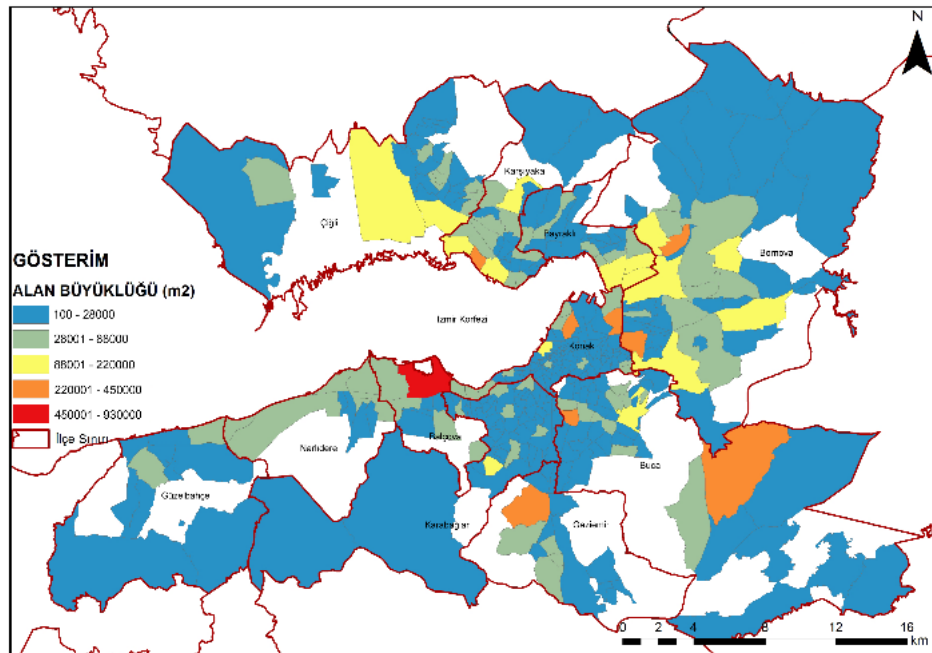 N
Karşıyaka
Çiğli
Bayraklı
Bornova
GÖSTERİM
ALAN BÜYÜKLÜĞÜ (m2)
100 - 28000
28001 - 88000
88001 - 220000
220001 - 450000
450001 - 930000
İlçe Sınırı
İzmir Körfezi
Konak
Narlıdere
Balçova
Buca
Güzelbahçe
Karabağlar
Gaziemir
0 2 4 8 12 16
km